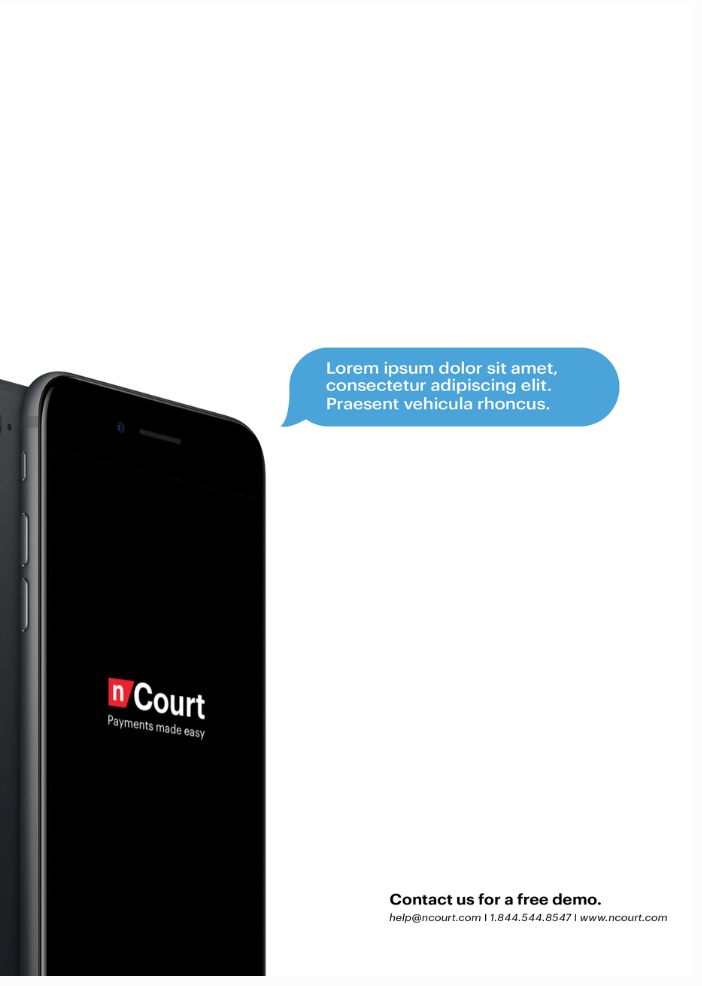 Lorem ipsum dolor sit amet,
consectetur adipiscing elit.
Praesent vehicula rhoncus.
nCourt
Payments made easy
Contact us for a free demo.
help@ncourt.com | 1.844.544.8547 | www.ncourt.com